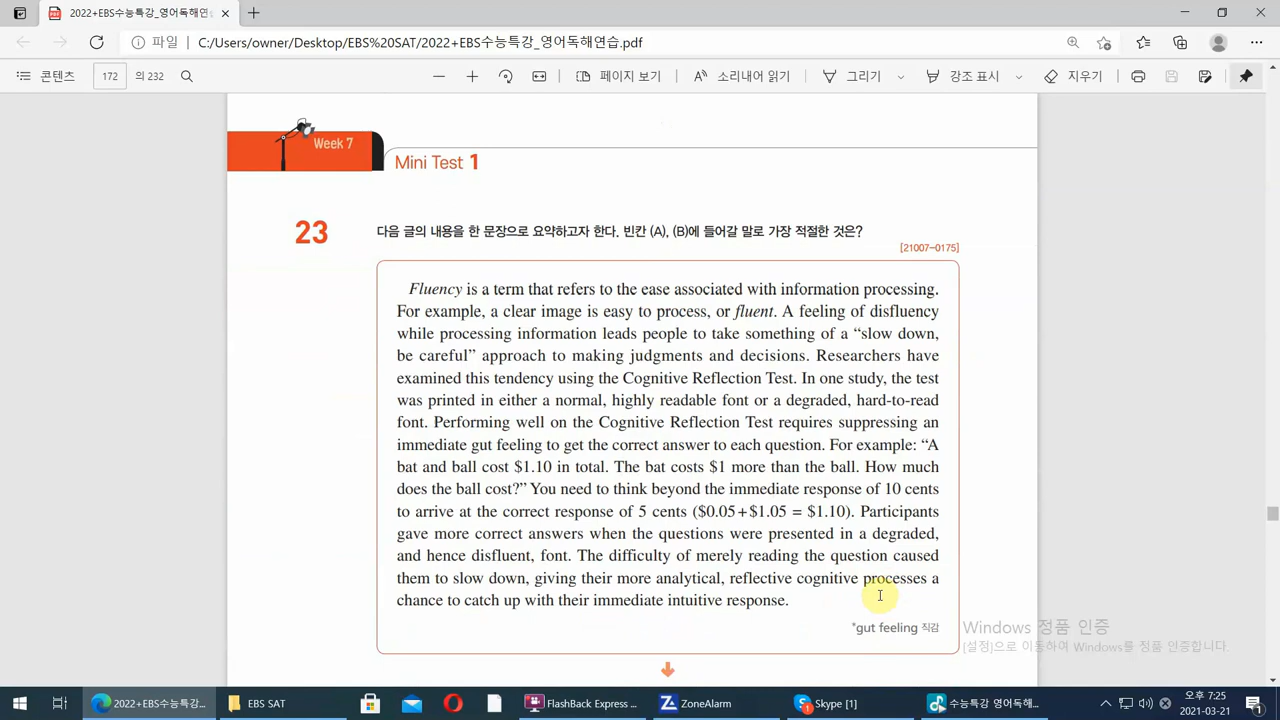 2022+EBS수능특강_영어독해연습.p
파일 C:/Users/owner/Desktop/EBS%20SAT/2022+EBS수능특강_영어독해연습.pdf
콘텐츠 172 의 232 페이지 보기 소리내어 읽기 그리기 강조 표시 지우기
Week 7
Mini Test 1
23 다음 글의 내용을 한 문장으로 요약하고자 한다. 빈칸 (A), (B)에 들어갈 말로 가장 적절한 것은?
[21007-0175]
Fluency is a term that refers to the ease associated with information processing.
For example, a clear image is easy to process, or fluent. A feeling of disfluency
while processing information leads people to take something of a “slow down,
be careful” approach to making judgments and decisions. Researchers have
examined this tendency using the Cognitive Reflection Test. In one study, the test
was printed in either a normal, highly readable font or a degraded, hard-to-read
font. Performing well on the Cognitive Reflection Test requires suppressing an
immediate gut feeling to get the correct answer to each question. For example: “A
bat and ball cost $1.10 in total. The bat costs $1 more than the ball. How much
does the ball cost?” You need to think beyond the immediate response of 10 cents
to arrive at the correct response of 5 cents ($0.05+$1.05 = $1.10). Participants
gave more correct answers when the questions were presented in a degraded,
and hence disfluent, font. The difficulty of merely reading the question caused
them to slow down, giving their more analytical, reflective cognitive processes a
chance to catch up with their immediate intuitive response.
*gut feeling 직감
Windows 정품 인증
[설정]으로 이동하여 Windows를 정품 인증합니다.
2022+EBS수능특강... EBS SAT FlashBack Express ... ZoneAlarm Skype [1] 수능특강 영어독해... 오후 7:25
2021-03-21